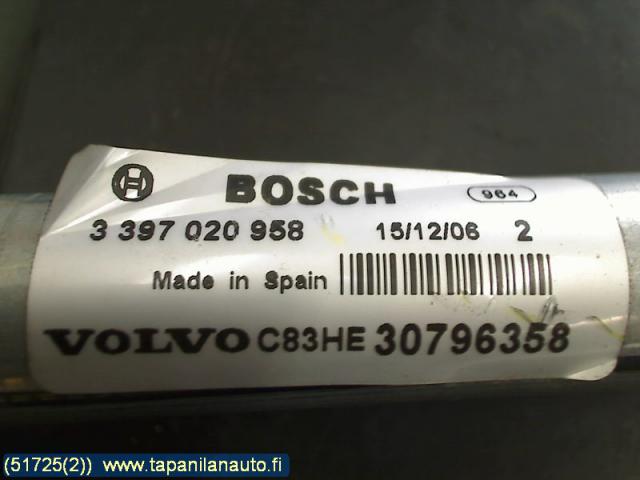 BOSCH 964
3 397 020 958 15/12/06 2
Made in Spain
VOLVO C83HE 30796358
(51725(2)) www.tapanilanauto.fi